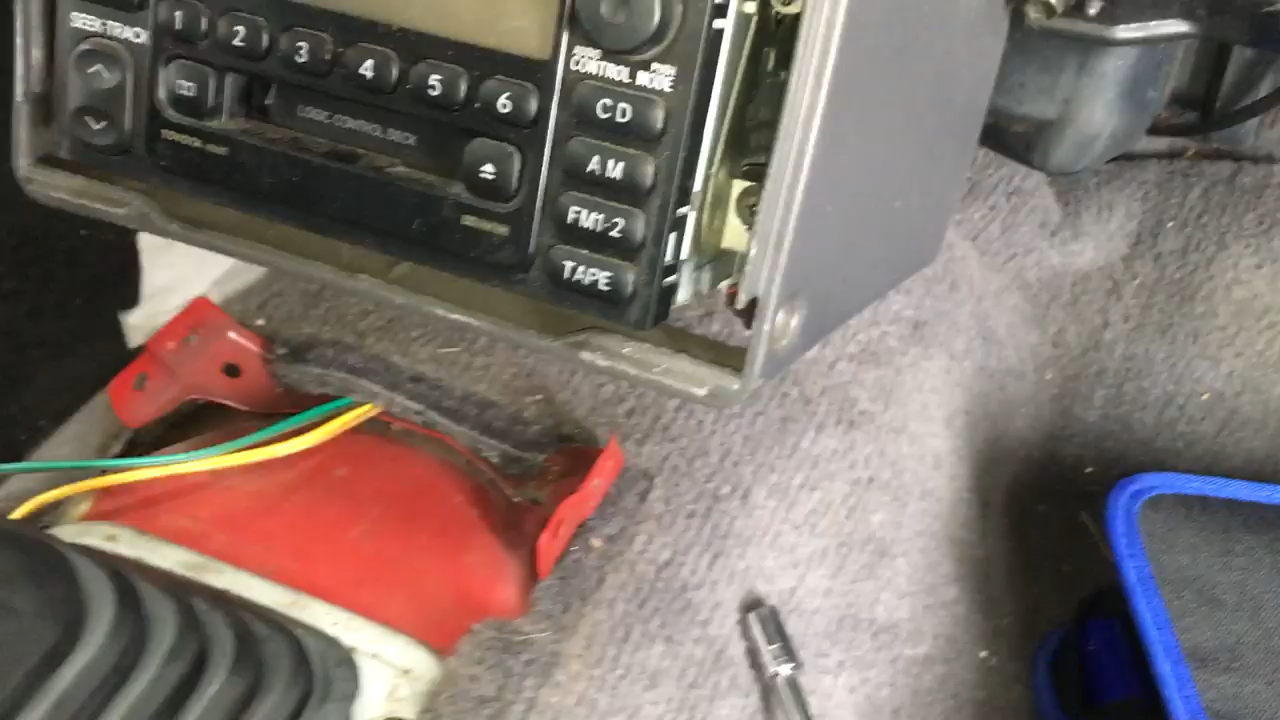 SEEK·TRACK
1
2
3
4
5
6
LOGIC CONTROL DECK
AUDIO
CONTROL
PUSH
MODE
CD
AM
FM1·2
TAPE